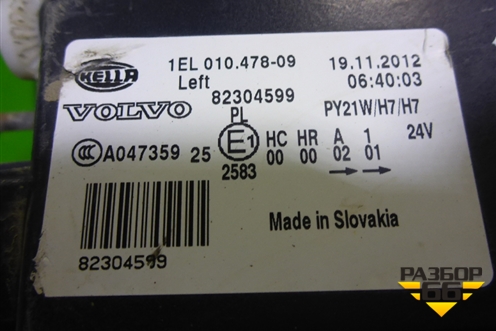 HELLA 1EL 010.478-09 19.11.2012
Left 06:40:03
VOLVO 82304599 PY21W/H7/H7
PL HC HR A 1 24V
CCC A047359 25 E1 00 00 02 01
2583
Made in Slovakia
82304599
РАЗБОР
66